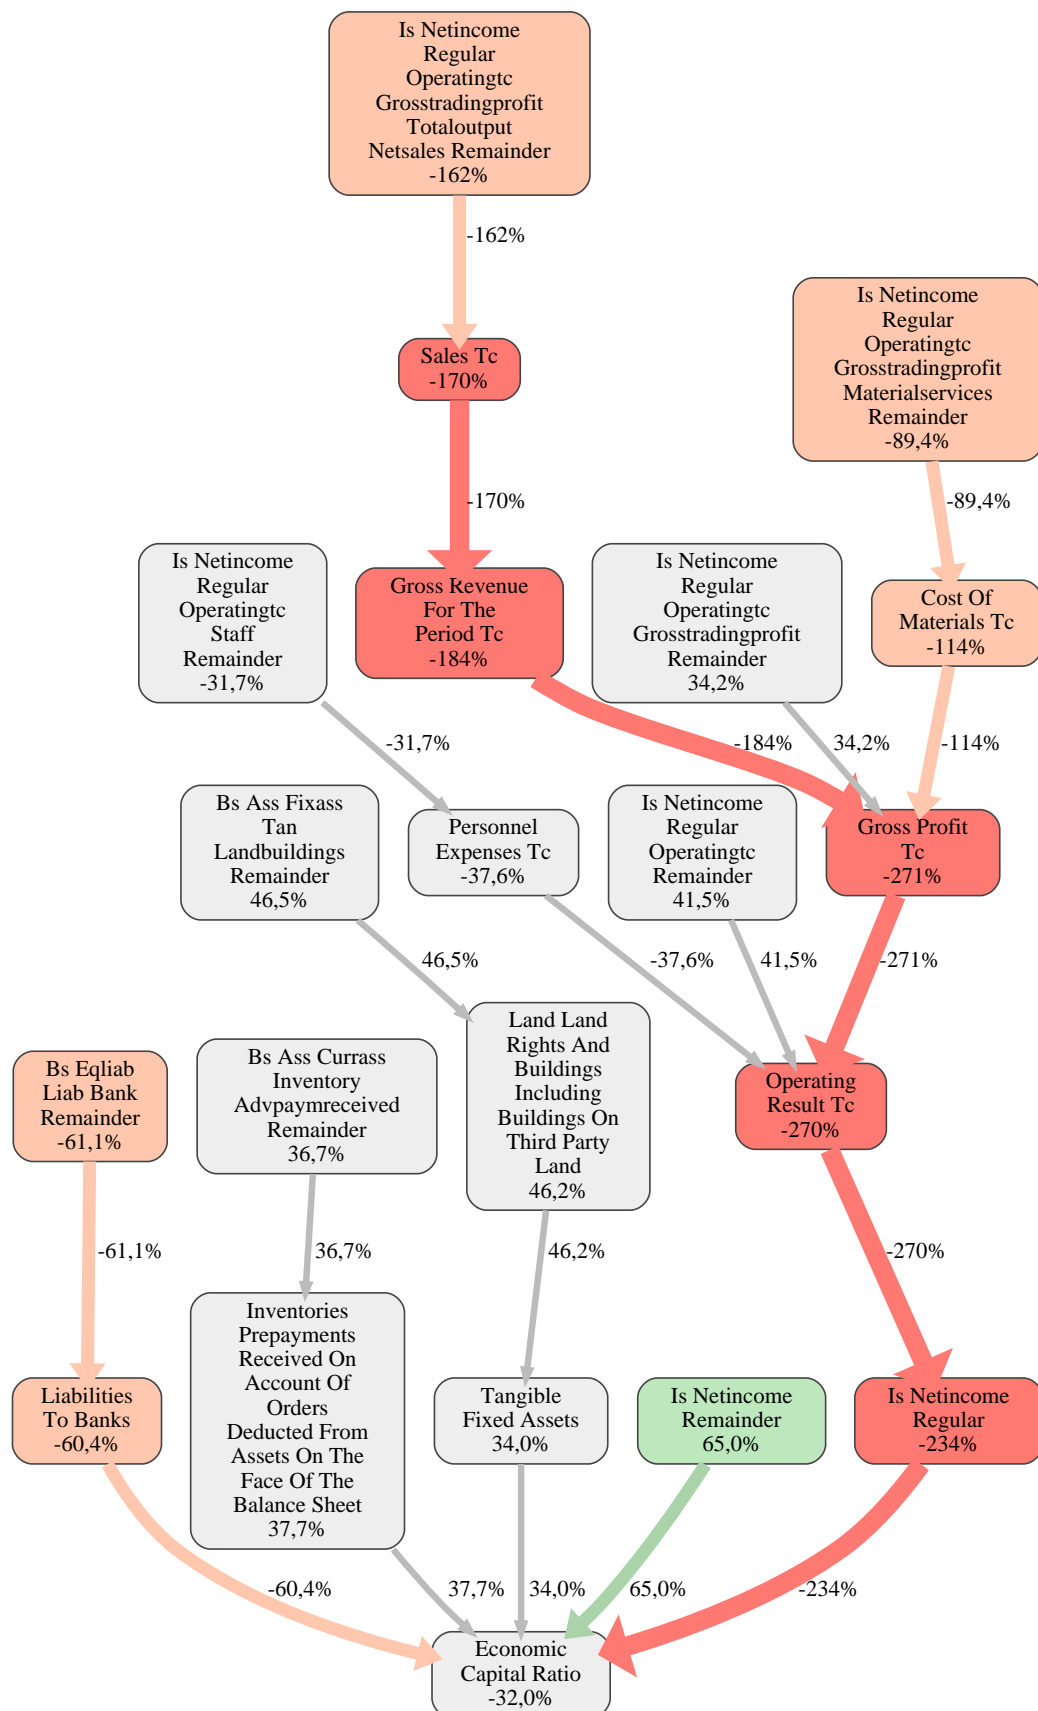 Is Netincome
Regular
Operatingtc
Grosstradingprofit
Totaloutput
Netsales Remainder
-162%
-162%
Is Netincome
Regular
Operatingtc
Grosstradingprofit
Materialservices
Remainder
-89,4%
Sales Tc
-170%
-170%
-89,4%
Is Netincome
Regular
Operatingtc
Staff
Remainder
-31,7%
Gross Revenue
For The
Period Tc
-184%
Is Netincome
Regular
Operatingtc
Grosstradingprofit
Remainder
34,2%
Cost Of
Materials Tc
-114%
-31,7%
-184%
34,2%
-114%
Bs Ass Fixass
Tan
Landbuildings
Remainder
46,5%
Personnel
Expenses Tc
-37,6%
Is Netincome
Regular
Operatingtc
Remainder
41,5%
Gross Profit
Tc
-271%
46,5%
-37,6%
41,5%
-271%
Bs Eqliab
Liab Bank
Remainder
-61,1%
Bs Ass Currass
Inventory
Advpaymreceived
Remainder
36,7%
Land Land
Rights And
Buildings
Including
Buildings On
Third Party
Land
46,2%
Operating
Result Tc
-270%
-61,1%
36,7%
46,2%
-270%
Liabilities
To Banks
-60,4%
Inventories
Prepayments
Received On
Account Of
Orders
Deducted From
Assets On The
Face Of The
Balance Sheet
37,7%
Tangible
Fixed Assets
34,0%
Is Netincome
Remainder
65,0%
Is Netincome
Regular
-234%
-60,4%
37,7%
34,0%
65,0%
-234%
Economic
Capital Ratio
-32,0%